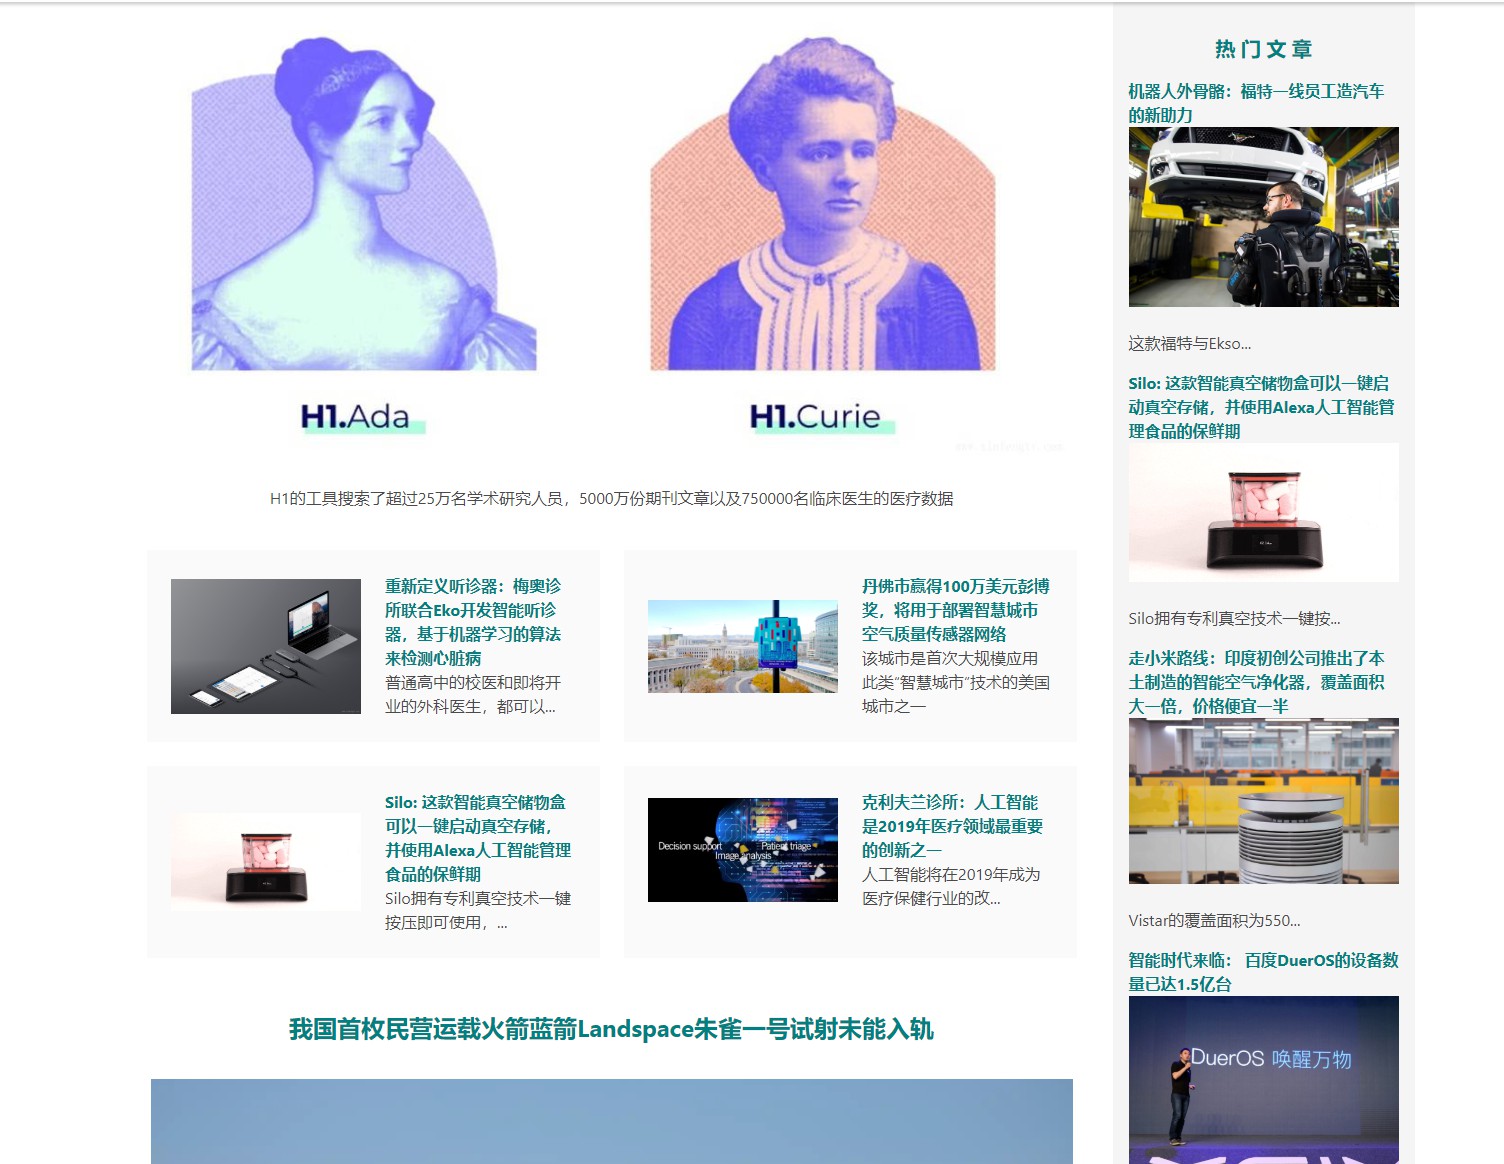 H1.Ada
H1.Curie
H1的工具搜索了超过25万名学术研究人员，5000万份期刊文章以及750000名临床医生的医疗数据
重新定义听诊器：梅奥诊
所联合Eko开发智能听诊
器，基于机器学习的算法
来检测心脏病
普通高中的校医和即将开
业的外科医生，都可以...
丹佛市赢得100万美元彭博
奖，将用于部署智慧城市
空气质量传感器网络
该城市是首次大规模应用
此类“智慧城市”技术的美国
城市之一
Silo: 这款智能真空储物盒
可以一键启动真空存储，
并使用Alexa人工智能管理
食品的保鲜期
Silo拥有专利真空技术一键
按压即可使用，...
Decision support
Patient triage
Image analysis
克利夫兰诊所：人工智能
是2019年医疗领域最重要
的创新之一
人工智能将在2019年成为
医疗保健行业的改...
我国首枚民营运载火箭蓝箭Landspace朱雀一号试射未能入轨
热门文章
机器人外骨骼：福特一线员工造汽车
的新助力
这款福特与Ekso...
Silo: 这款智能真空储物盒可以一键启
动真空存储，并使用Alexa人工智能管
理食品的保鲜期
Silo拥有专利真空技术一键按...
走小米路线：印度初创公司推出了本
土制造的智能空气净化器，覆盖面积
大一倍，价格便宜一半
Vistar的覆盖面积为550...
智能时代来临： 百度DuerOS的设备数
量已达1.5亿台
DuerOS 唤醒万物